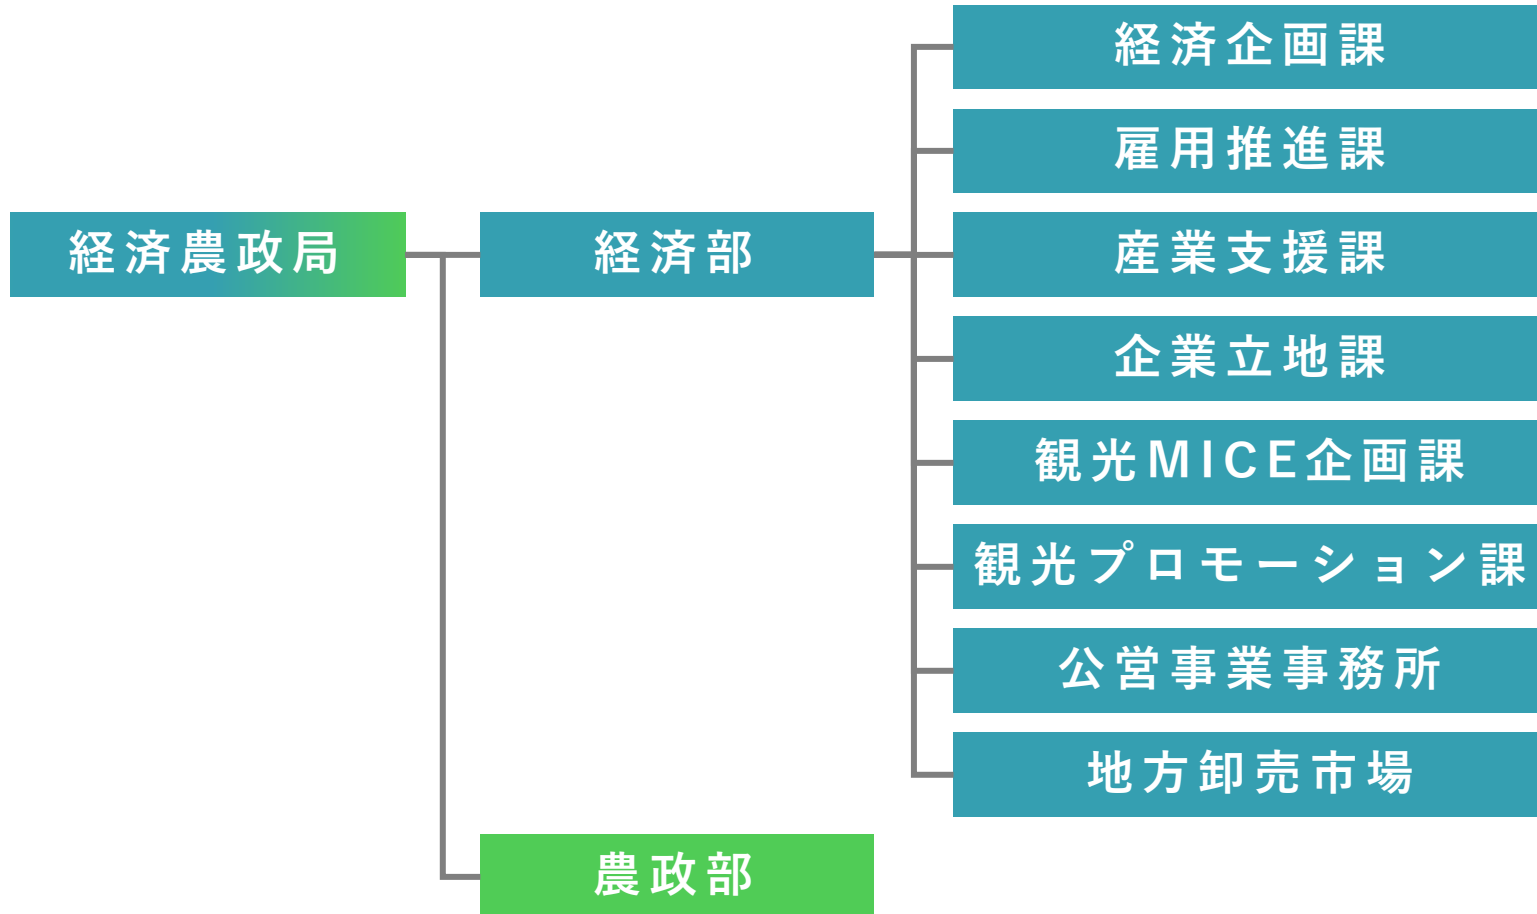 経済農政局
経済部
経済企画課
雇用推進課
産業支援課
企業立地課
観光MICE企画課
観光プロモーション課
公営事業事務所
地方卸売市場
農政部